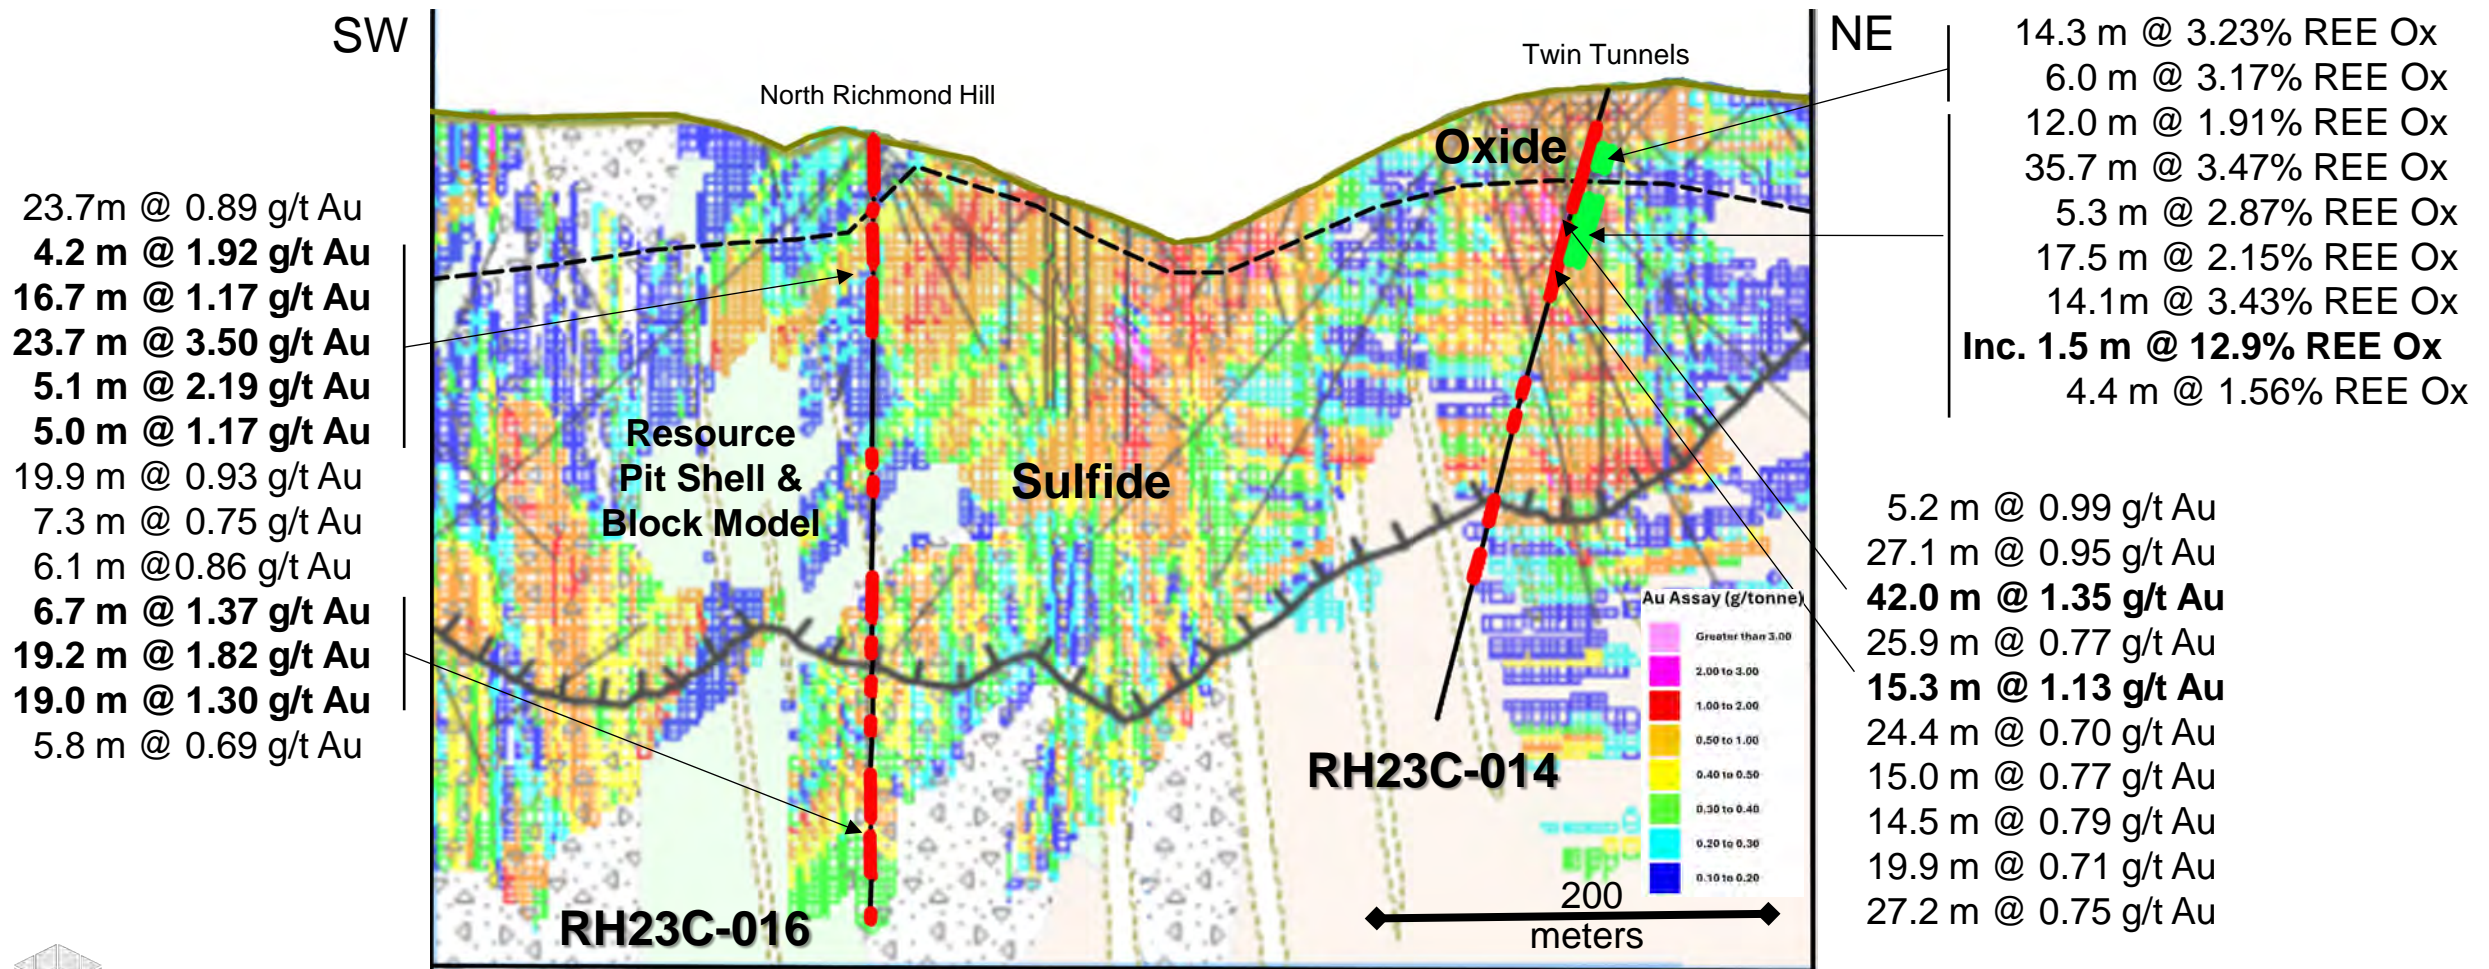 SW
NE
North Richmond Hill
Twin Tunnels
23.7m @ 0.89 g/t Au
4.2 m @ 1.92 g/t Au
16.7 m @ 1.17 g/t Au
23.7 m @ 3.50 g/t Au
5.1 m @ 2.19 g/t Au
5.0 m @ 1.17 g/t Au
19.9 m @ 0.93 g/t Au
7.3 m @ 0.75 g/t Au
6.1 m @0.86 g/t Au
6.7 m @ 1.37 g/t Au
19.2 m @ 1.82 g/t Au
19.0 m @ 1.30 g/t Au
5.8 m @ 0.69 g/t Au
Oxide
Resource
Pit Shell &
Block Model
Sulfide
RH23C-016
RH23C-014
Au Assay (g/tonne)
Greater than 3.00
2.00 to 3.00
1.00 to 2.00
0.50 to 1.00
0.40 to 0.50
0.30 to 0.40
0.20 to 0.30
0.10 to 0.20
200
meters
14.3 m @ 3.23% REE Ox
6.0 m @ 3.17% REE Ox
12.0 m @ 1.91% REE Ox
35.7 m @ 3.47% REE Ox
5.3 m @ 2.87% REE Ox
17.5 m @ 2.15% REE Ox
14.1m @ 3.43% REE Ox
Inc. 1.5 m @ 12.9% REE Ox
4.4 m @ 1.56% REE Ox
5.2 m @ 0.99 g/t Au
27.1 m @ 0.95 g/t Au
42.0 m @ 1.35 g/t Au
25.9 m @ 0.77 g/t Au
15.3 m @ 1.13 g/t Au
24.4 m @ 0.70 g/t Au
15.0 m @ 0.77 g/t Au
14.5 m @ 0.79 g/t Au
19.9 m @ 0.71 g/t Au
27.2 m @ 0.75 g/t Au